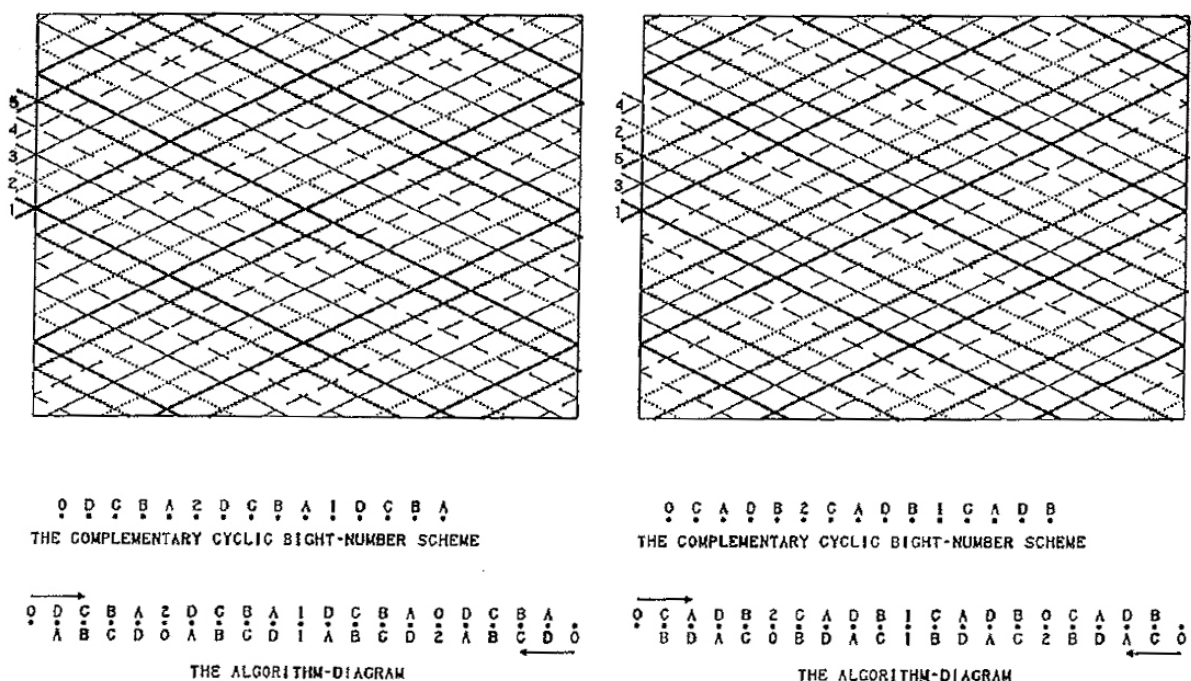 5
4
3
2
1
4
2
5
3
1
0 D C B A 2 D C B A 1 D C B A
THE COMPLEMENTARY CYCLIC BIGHT-NUMBER SCHEME
0 D C B A 2 D C B A 1 D C B A 0 D C B A
A B C D 0 A B C D 1 A B C D 2 A B C D 0
THE ALGORITHM-DIAGRAM
0 C A D B 2 C A D B 1 C A D B
THE COMPLEMENTARY CYCLIC BIGHT-NUMBER SCHEME
0 C A D B 2 C A D B 1 C A D B 0 C A D B
B D A C 0 B D A C 1 B D A C 2 B D A C 0
THE ALGORITHM-DIAGRAM